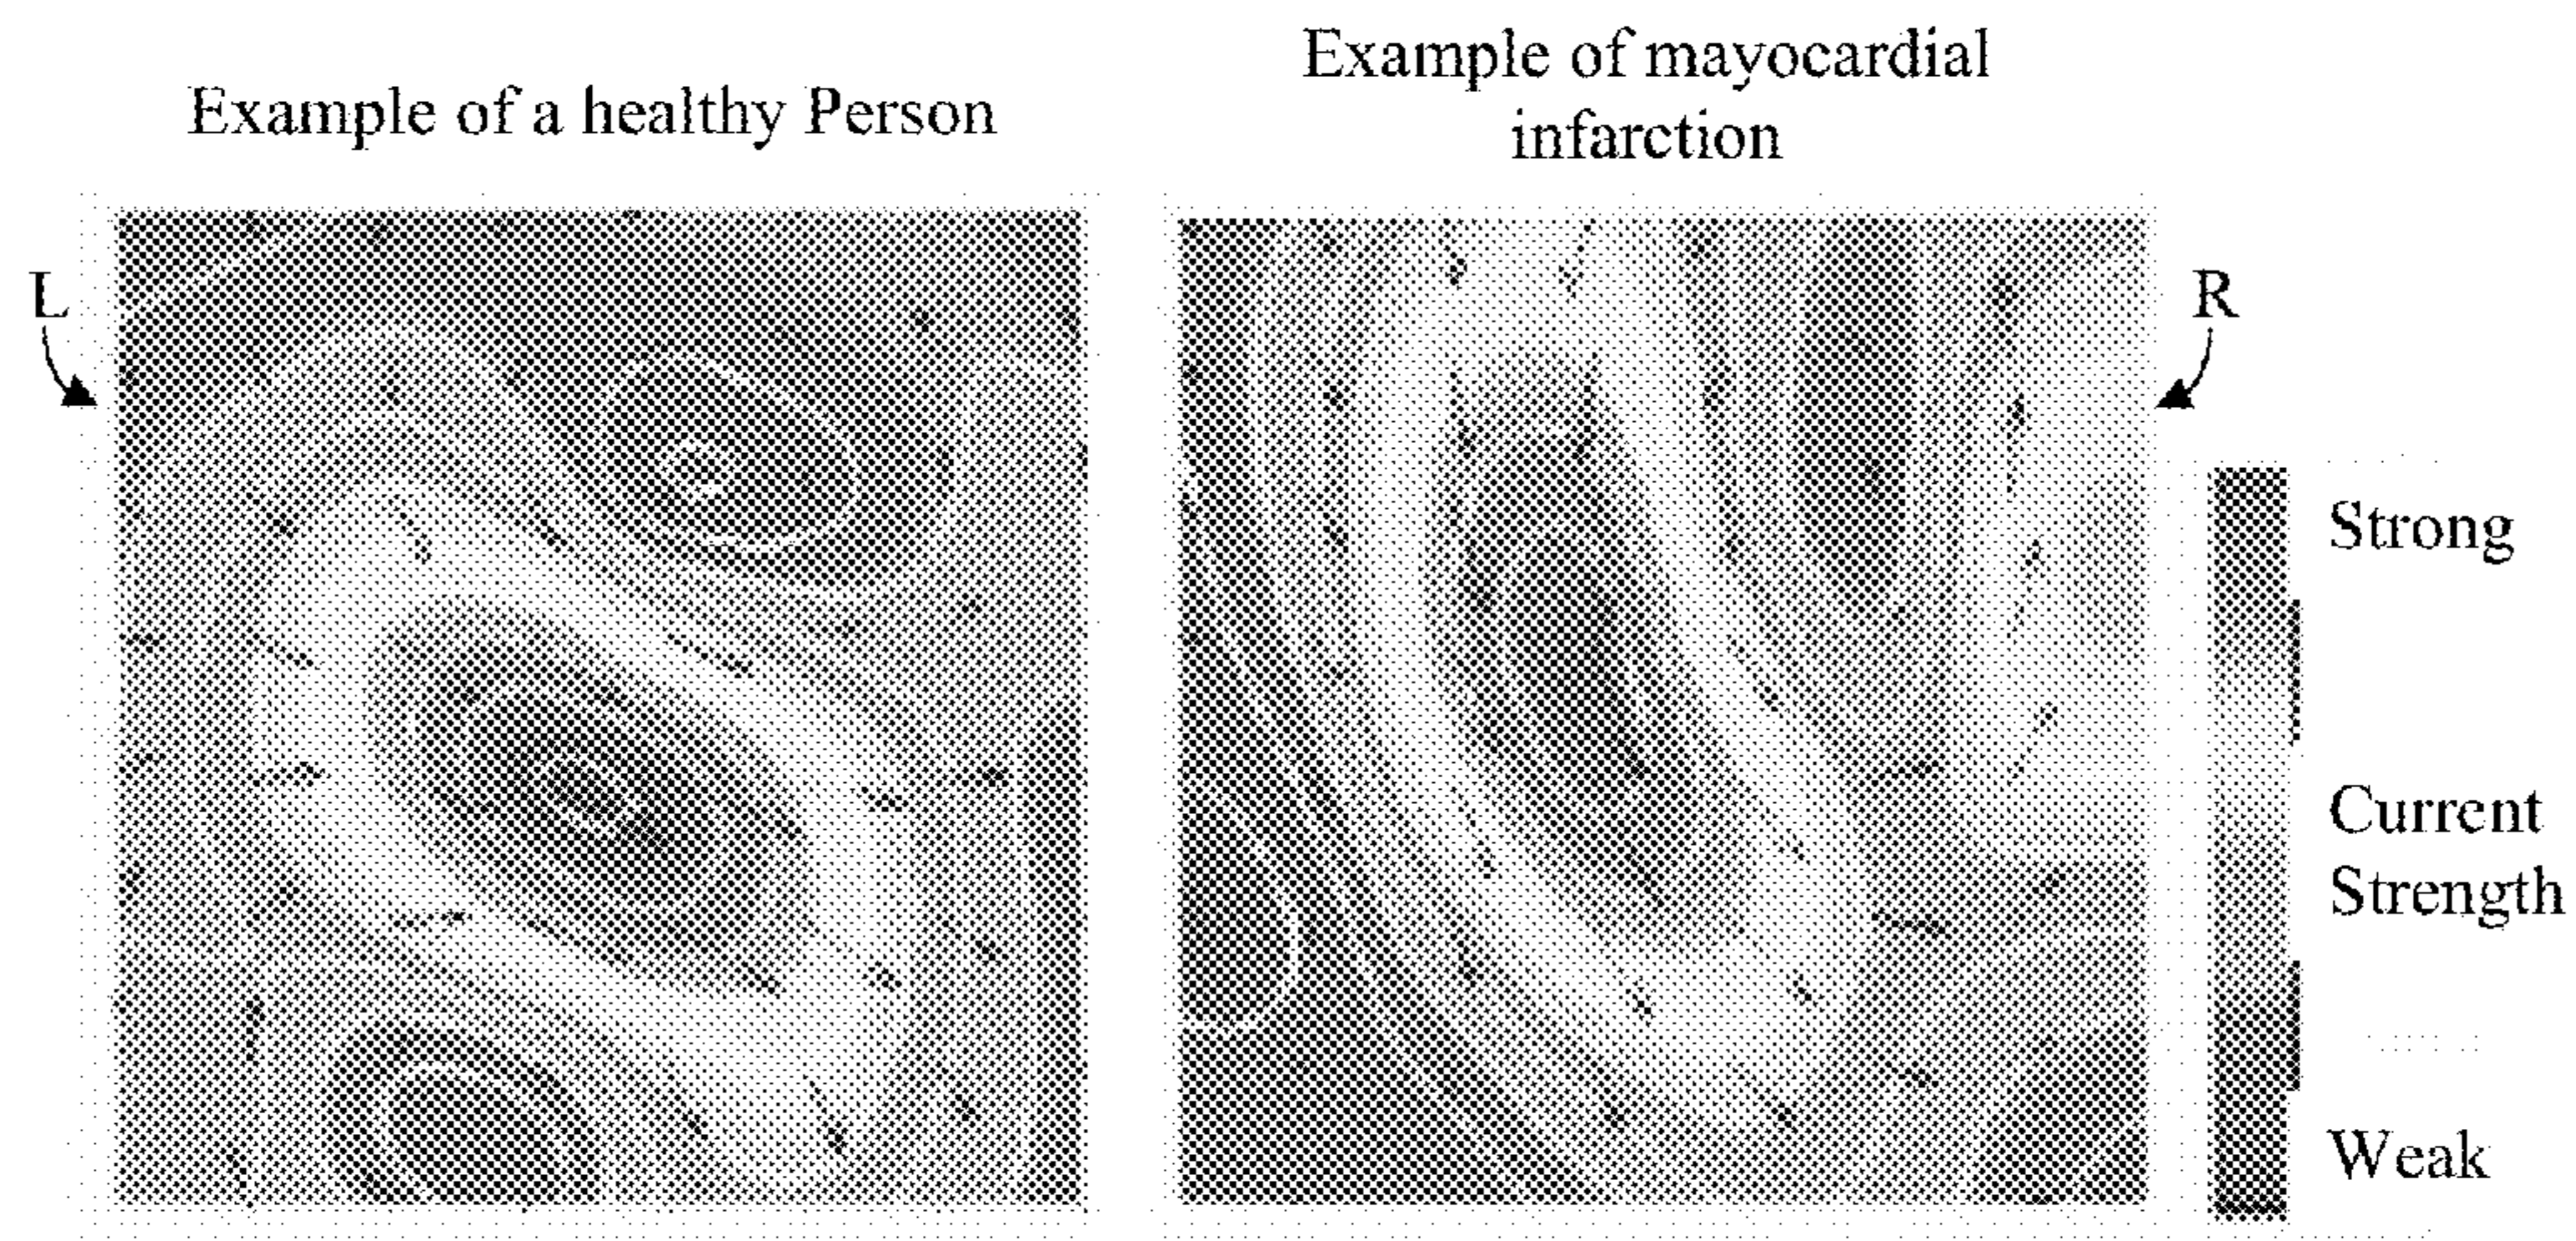 Example of a healthy Person
Example of mayocardial
infarction
L
R
Strong
Current
Strength
Weak